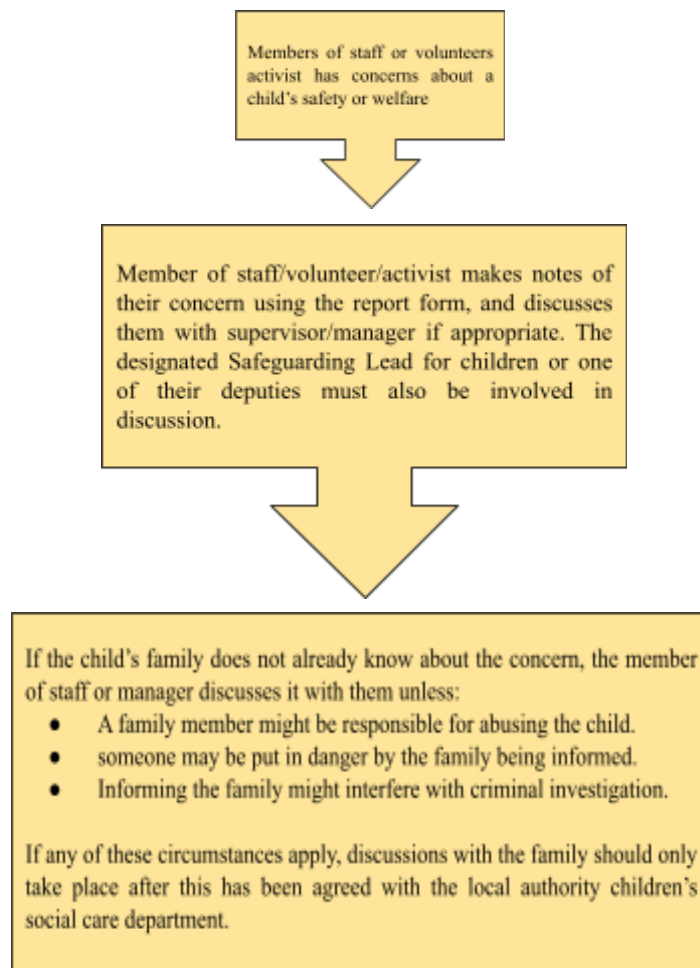 Members of staff or volunteers
activist has concerns about a
child's safety or welfare
Member of staff/volunteer/activist makes notes of
their concern using the report form, and discusses
them with supervisor/manager if appropriate. The
designated Safeguarding Lead for children or one
of their deputies must also be involved in
discussion.
If the child's family does not already know about the concern, the member
of staff or manager discusses it with them unless:
● A family member might be responsible for abusing the child.
● someone may be put in danger by the family being informed.
● Informing the family might interfere with criminal investigation.
If any of these circumstances apply, discussions with the family should only
take place after this has been agreed with the local authority children's
social care department.